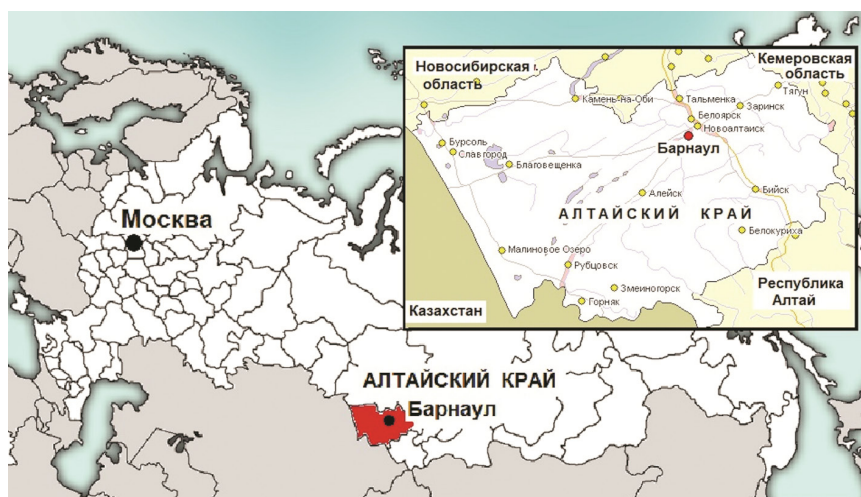 Москва
АЛТАЙСКИЙ КРАЙ
Барнаул
Новосибирская
область
Кемеровская
область
Тягун
Камень-на-Оби
Тальменка
Заринск
Белоярск
Новоалтайск
Барнаул
Бурсоль
Славгород
Благовещенка
Алейск
Бийск
АЛТАЙСКИЙ КРАЙ
Белокуриха
Малиновое Озеро
Рубцовск
Змеиногорск
Горняк
Республика
Алтай
Казахстан